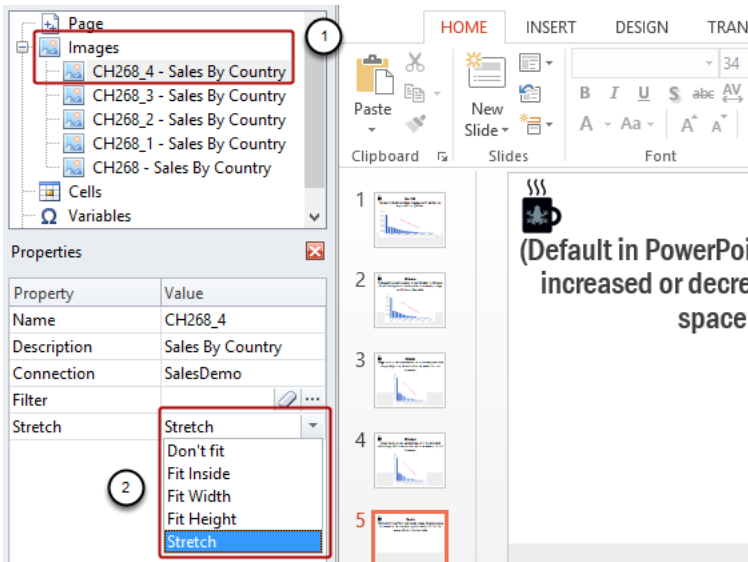 Page
Images
CH268_4 - Sales By Country
CH268_3 - Sales By Country
CH268_2 - Sales By Country
CH268_1 - Sales By Country
CH268 - Sales By Country
Cells
Variables
1
Properties
Property Value
Name CH268_4
Description Sales By Country
Connection SalesDemo
Filter
Stretch Stretch
Don't fit
Fit Inside
Fit Width
Fit Height
Stretch
2
HOME INSERT DESIGN TRAN
Paste
New
Slide
34
B I U S abc AV
A Aa A A
Clipboard Slides Font
1
2
3
4
5
(Default in PowerPoi
increased or decre
space